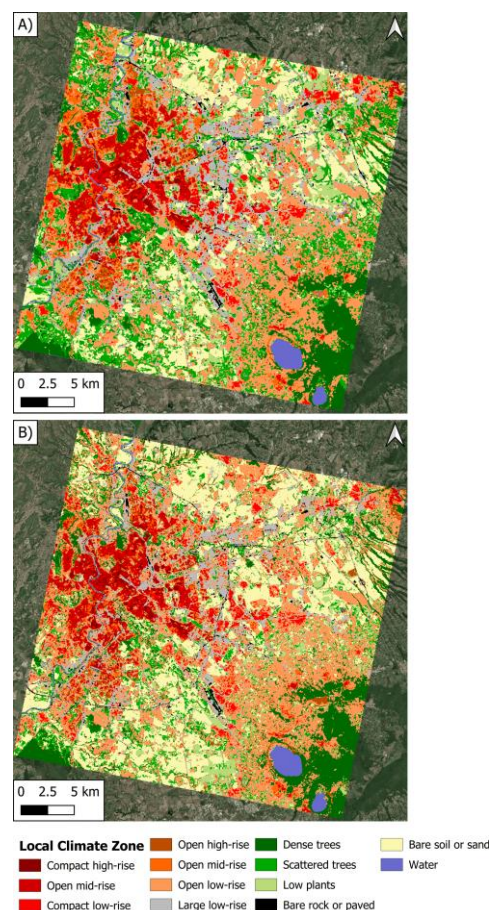 A)
0 2.5 5 km
B)
0 2.5 5 km
Local Climate Zone
Compact high-rise
Open mid-rise
Compact low-rise
Open high-rise
Open mid-rise
Open low-rise
Large low-rise
Dense trees
Scattered trees
Low plants
Bare rock or paved
Bare soil or sand
Water